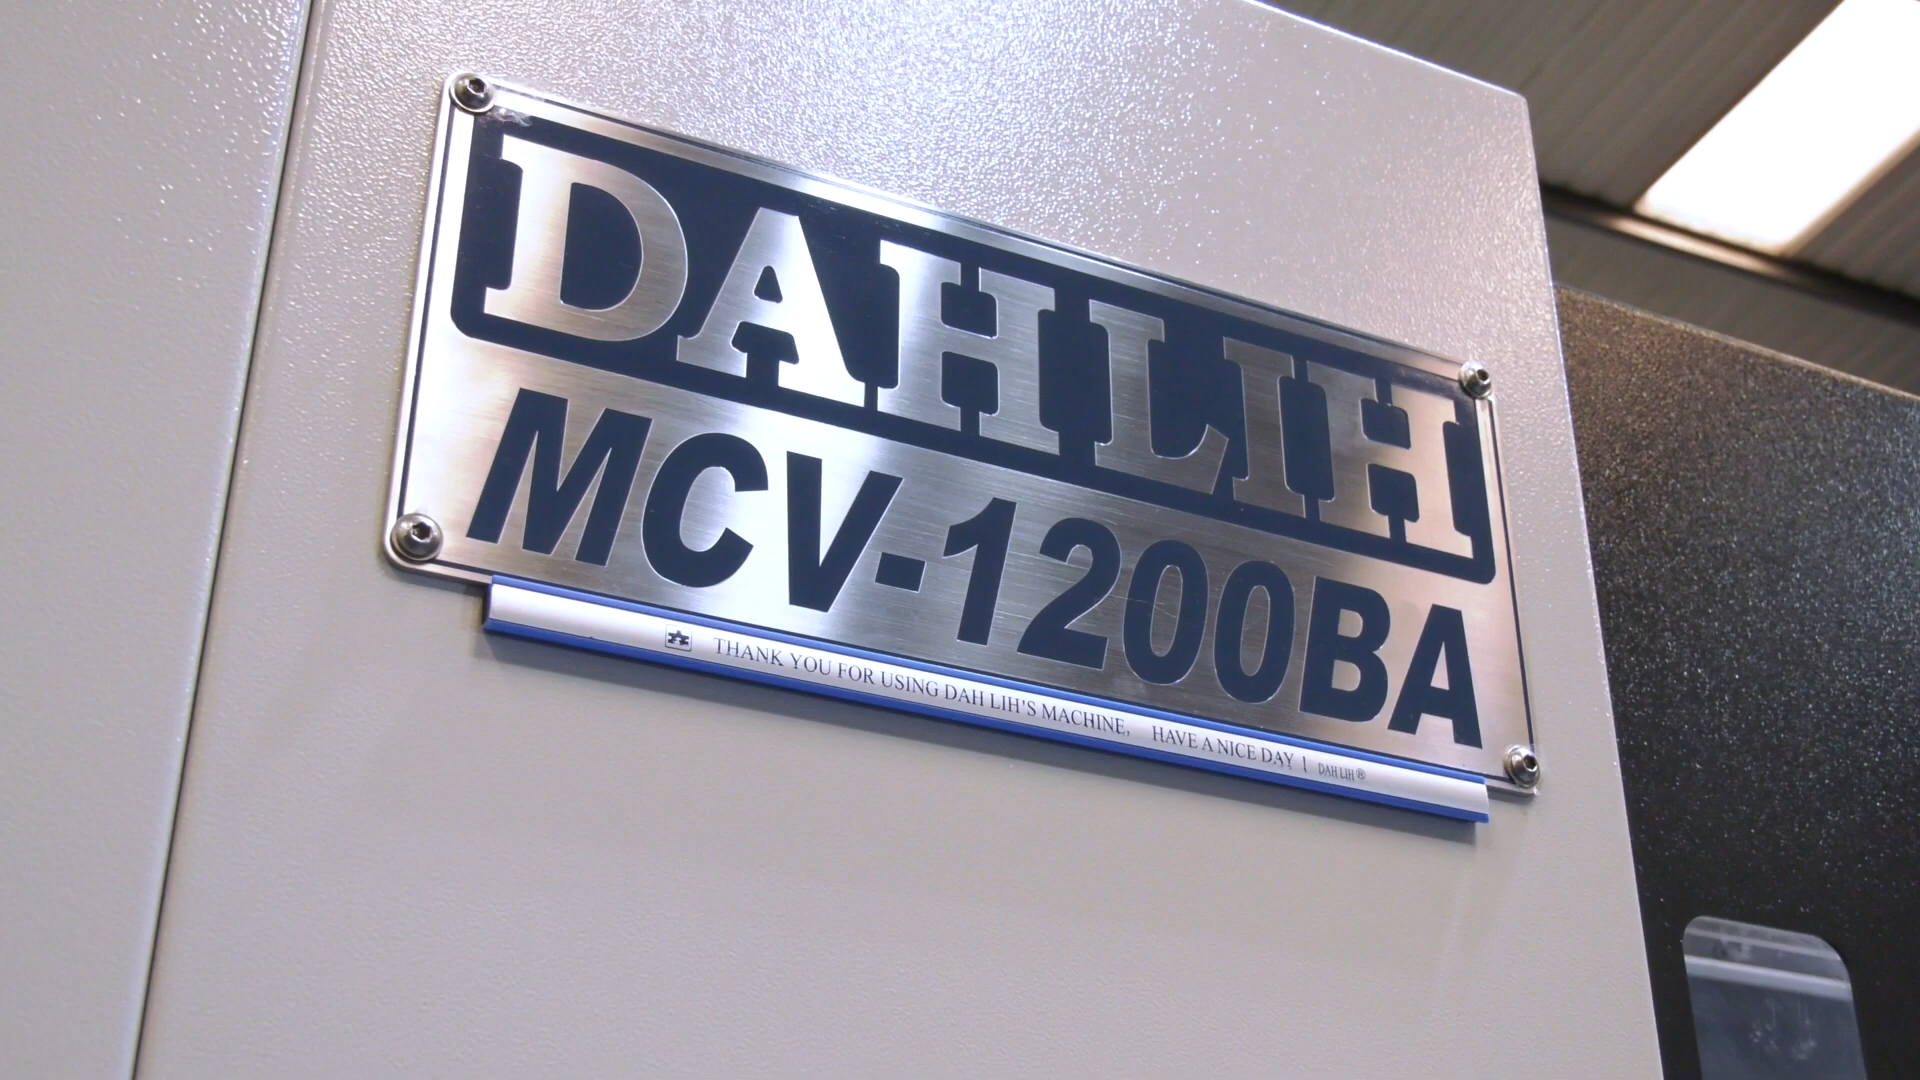 DAHLIH
MCV-1200BA
THANK YOU FOR USING DAH LIH'S MACHINE, HAVE A NICE DAY ! DAH LIH®